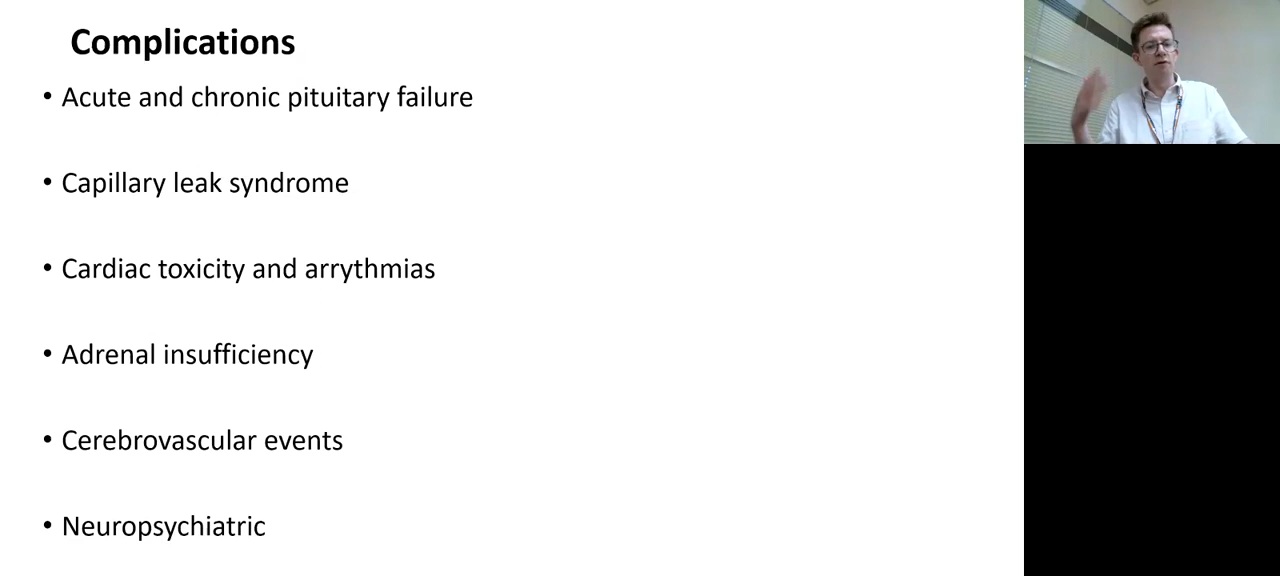 Complications
• Acute and chronic pituitary failure
• Capillary leak syndrome
• Cardiac toxicity and arrythmias
• Adrenal insufficiency
• Cerebrovascular events
• Neuropsychiatric